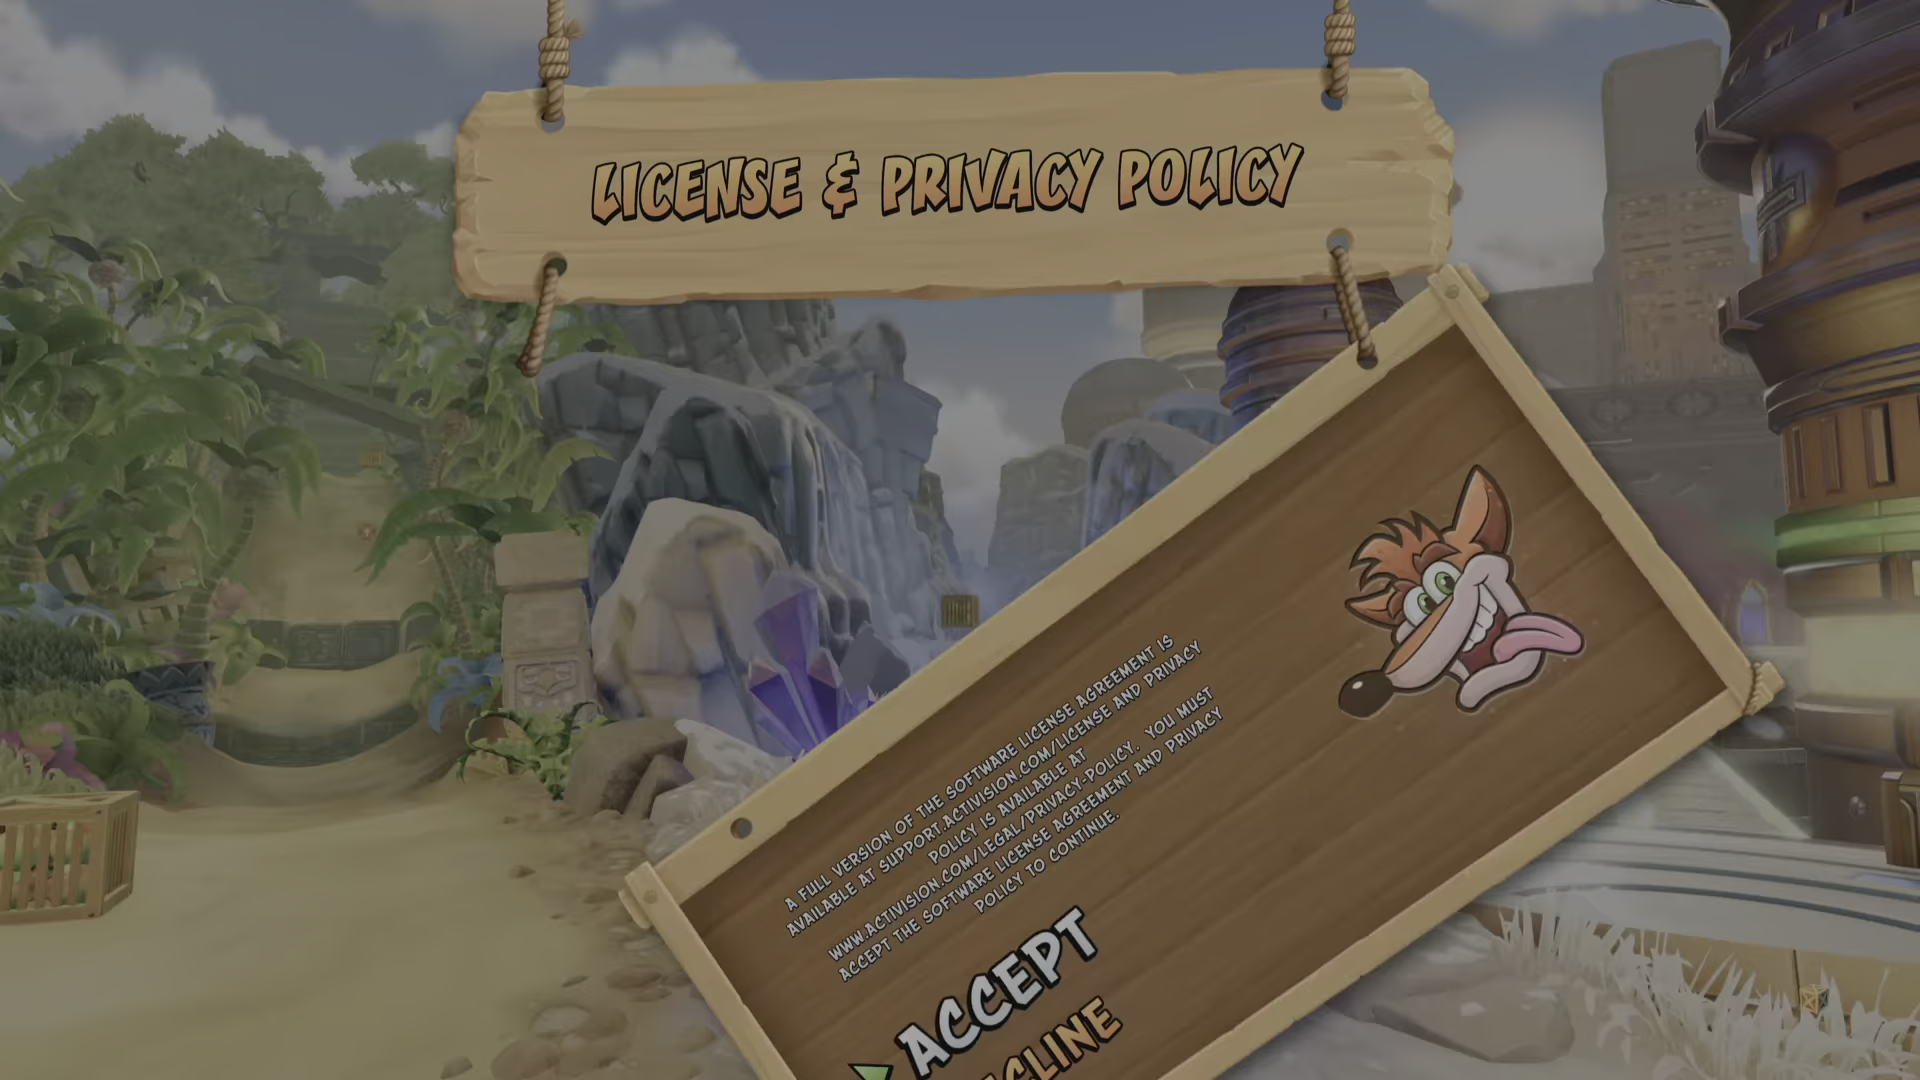 LICENSE & PRIVACY POLICY
A FULL VERSION OF THE SOFTWARE LICENSE AGREEMENT IS
AVAILABLE AT SUPPORT.ACTIVISION.COM/LICENSE AND PRIVACY
POLICY IS AVAILABLE AT
WWW.ACTIVISION.COM/LEGAL/PRIVACY-POLICY. YOU MUST
ACCEPT THE SOFTWARE LICENSE AGREEMENT AND PRIVACY
POLICY TO CONTINUE.
ACCEPT